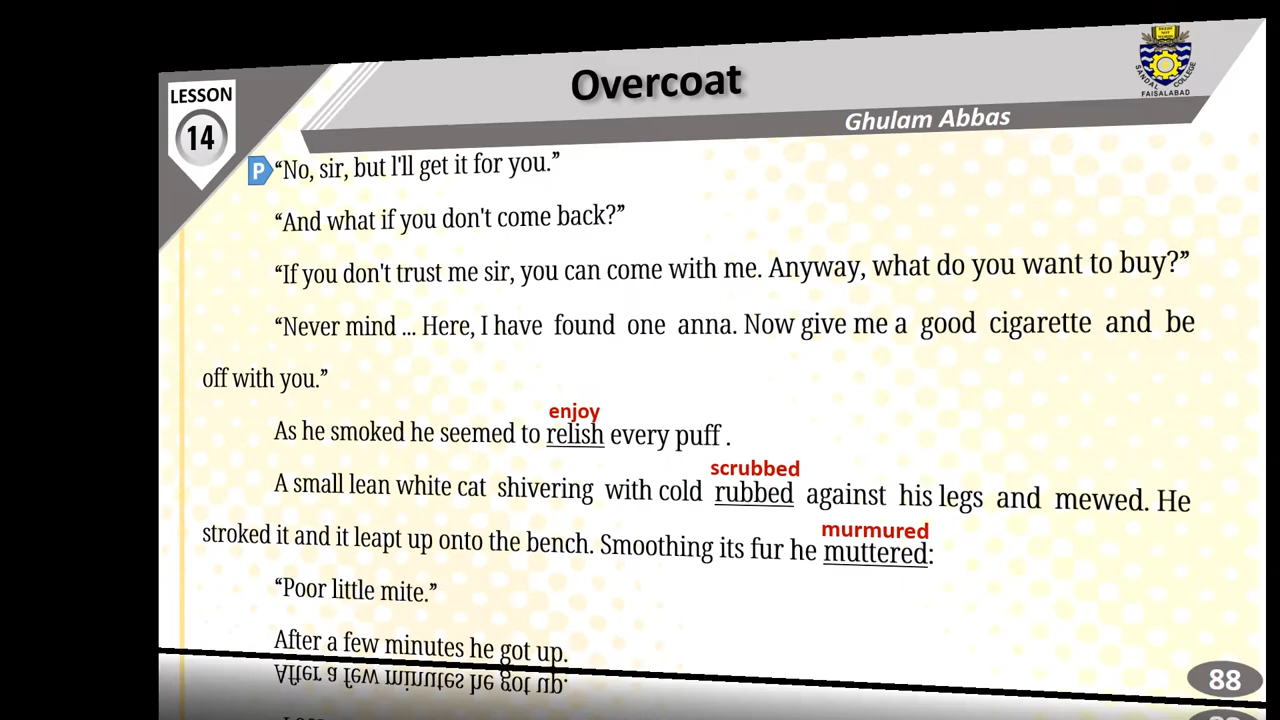 Overcoat
LESSON
14
Ghulam Abbas
SANDAL COLLEGE
FAISALABAD
P “No, sir, but l'll get it for you.”
“And what if you don't come back?”
“If you don't trust me sir, you can come with me. Anyway, what do you want to buy?”
“Never mind ... Here, I have found one anna. Now give me a good cigarette and be
off with you.”
enjoy
As he smoked he seemed to relish every puff .
scrubbed
A small lean white cat shivering with cold rubbed against his legs and mewed. He
murmured
stroked it and it leapt up onto the bench. Smoothing its fur he muttered:
“Poor little mite.”
After a few minutes he got up.
88